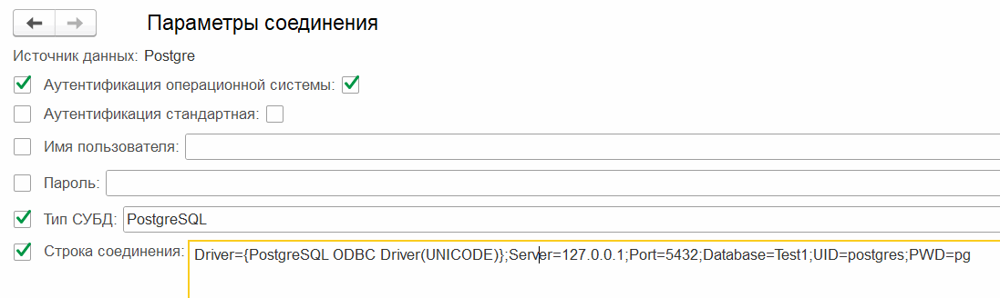 Параметры соединения
Источник данных: Postgre
Аутентификация операционной системы:
Аутентификация стандартная:
Имя пользователя:
Пароль:
Тип СУБД: PostgreSQL
Строка соединения: Driver={PostgreSQL ODBC Driver(UNICODE)};Server=127.0.0.1;Port=5432;Database=Test1;UID=postgres;PWD=pg